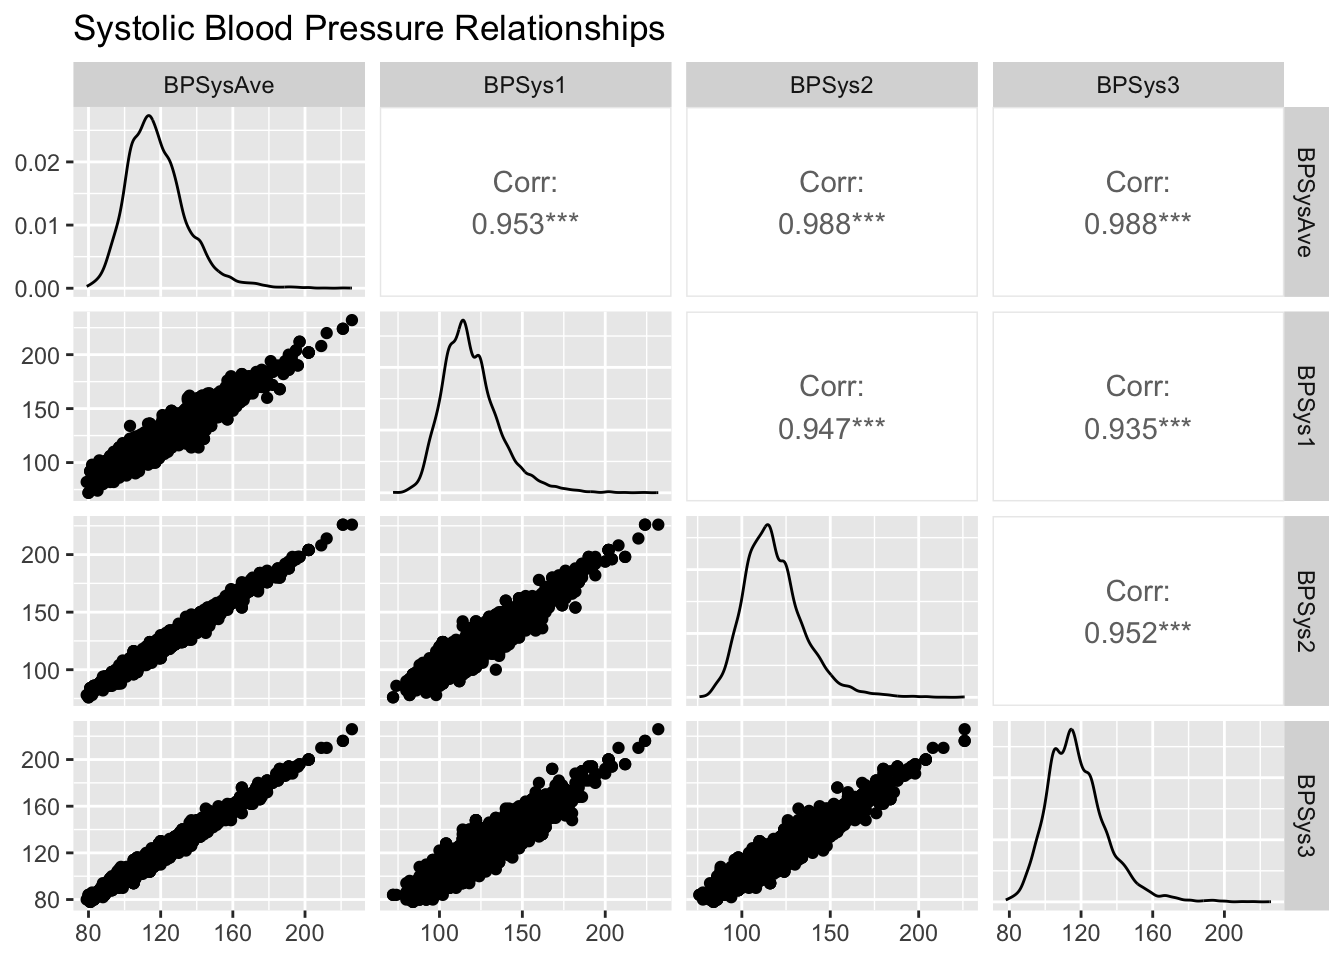 Systolic Blood Pressure Relationships
BPSysAve BPSys1 BPSys2 BPSys3
0.02
0.01
0.00
Corr:
0.953***
Corr:
0.988***
Corr:
0.988***
BPSysAve
200
150
100
Corr:
0.947***
Corr:
0.935***
BPSys1
200
150
100
Corr:
0.952***
BPSys2
200
160
120
80
BPSys3
80 120 160 200 100 150 200 100 150 200 80 120 160 200